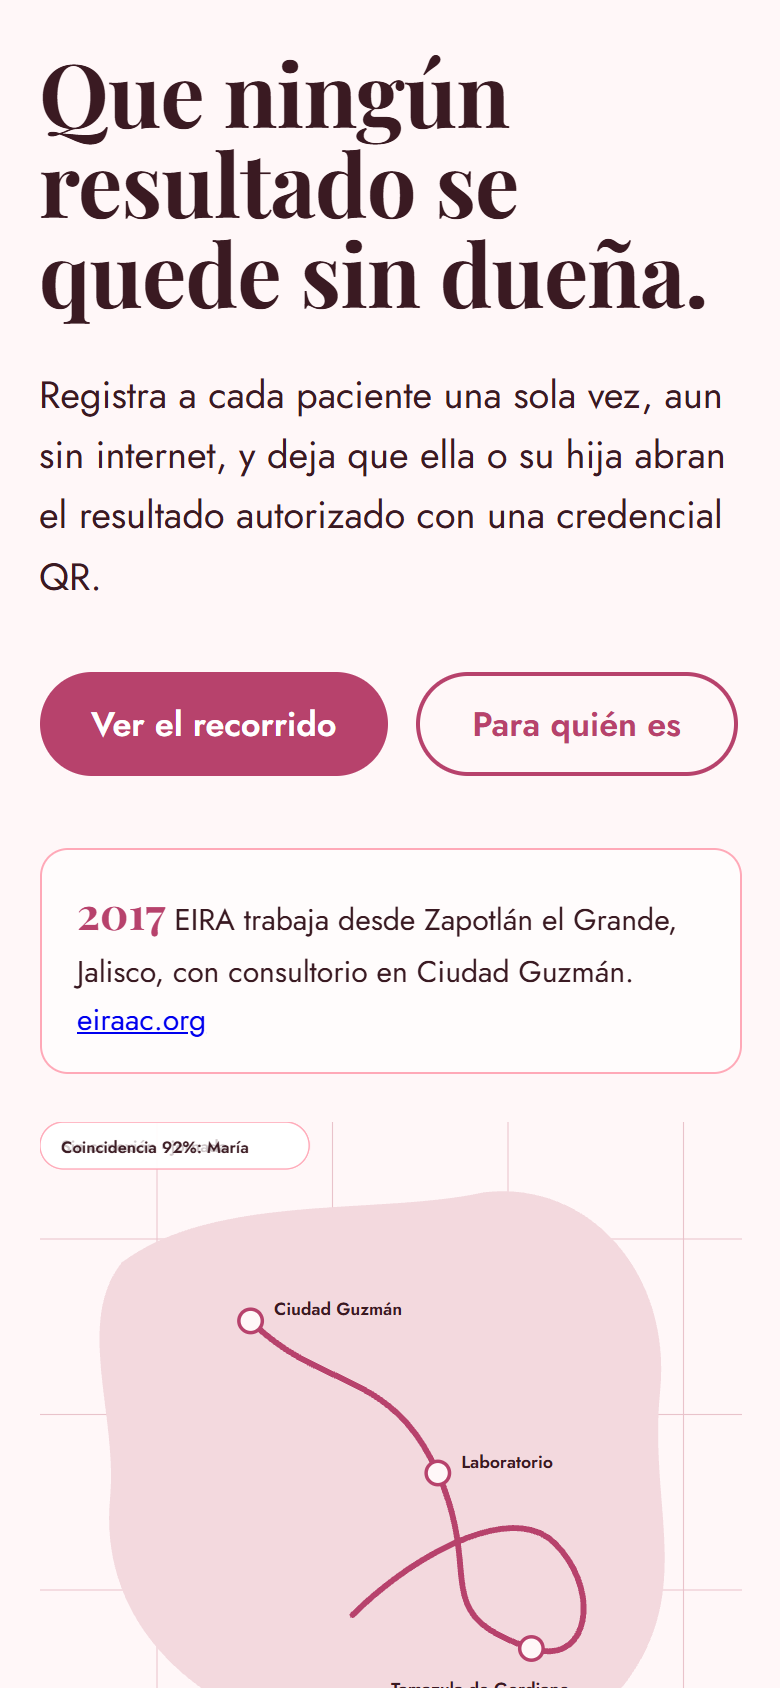 Que ningún
resultado se
quede sin dueña.
Registra a cada paciente una sola vez, aun
sin internet, y deja que ella o su hija abran
el resultado autorizado con una credencial
QR.
Ver el recorrido
Para quién es
2017 EIRA trabaja desde Zapotlán el Grande,
Jalisco, con consultorio en Ciudad Guzmán.
eiraac.org
Coincidencia 92%: María
Ciudad Guzmán
Laboratorio